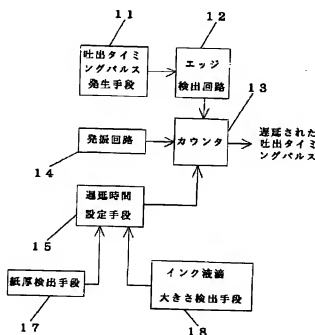 11
吐出タイミ
ングパルス
発生手段
12
エッジ
検出回路
13
発振回路
カウンタ
遅延された
吐出タイミ
ングパルス
14
遅延時間
設定手段
15
紙厚検出手段
インク液滴
大きさ検出手段
17
18